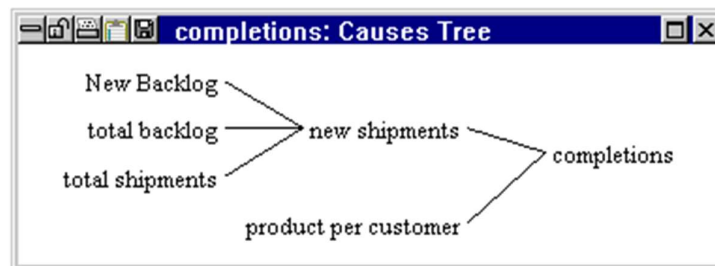 completions: Causes Tree
New Backlog
total backlog
new shipments
completions
total shipments
product per customer